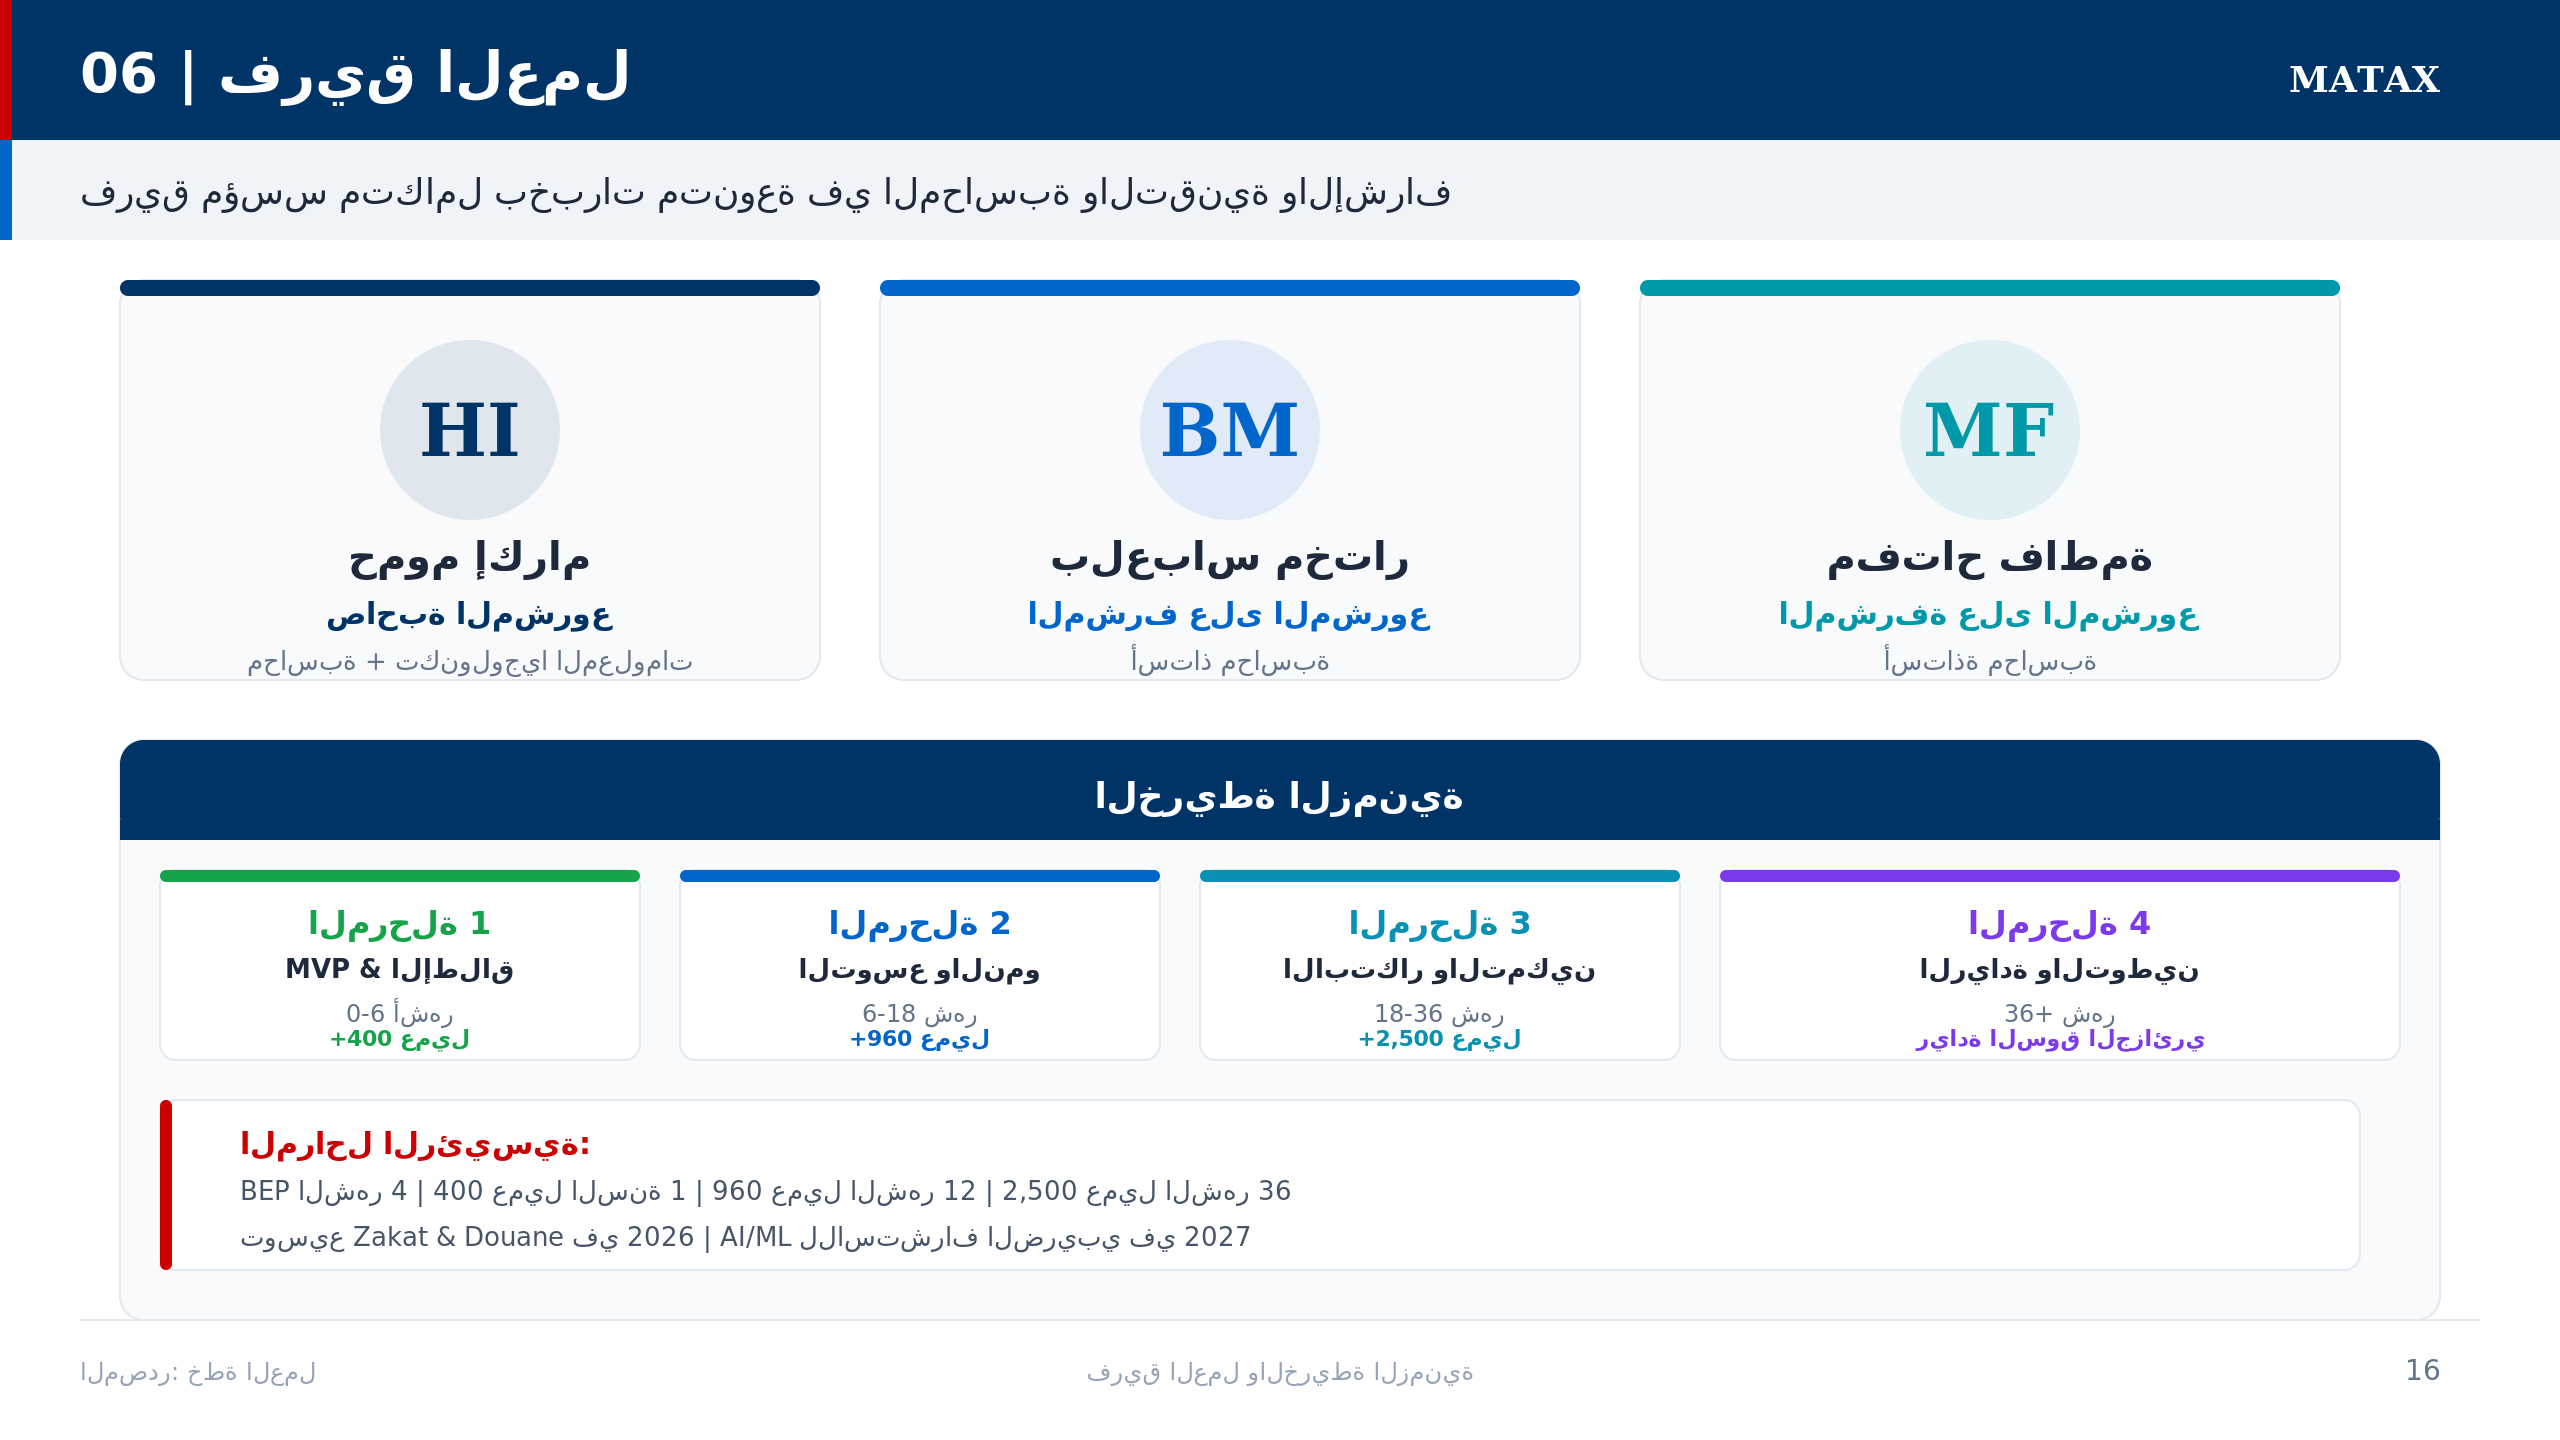 06 | فريق العمل
MATAX
فريق مؤسس متكامل بخبرات متنوعة في المحاسبة والتقنية والإشراف
HI
حموم إكرام
صاحبة المشروع
محاسبة + تكنولوجيا المعلومات
BM
بلعباس مختار
المشرف على المشروع
أستاذ محاسبة
MF
مفتاح فاطمة
المشرفة على المشروع
أستاذة محاسبة
الخريطة الزمنية
المرحلة 1
MVP & الإطلاق
0-6 أشهر
+400 عميل
المرحلة 2
التوسع والنمو
6-18 شهر
+960 عميل
المرحلة 3
الابتكار والتمكين
18-36 شهر
+2,500 عميل
المرحلة 4
الريادة والتوطين
36+ شهر
ريادة السوق الجزائري
المراحل الرئيسية:
BEP الشهر 4 | 400 عميل السنة 1 | 960 عميل الشهر 12 | 2,500 عميل الشهر 36
توسيع Zakat & Douane في 2026 | AI/ML للاستشراف الضريبي في 2027
المصدر: خطة العمل
فريق العمل والخريطة الزمنية
16